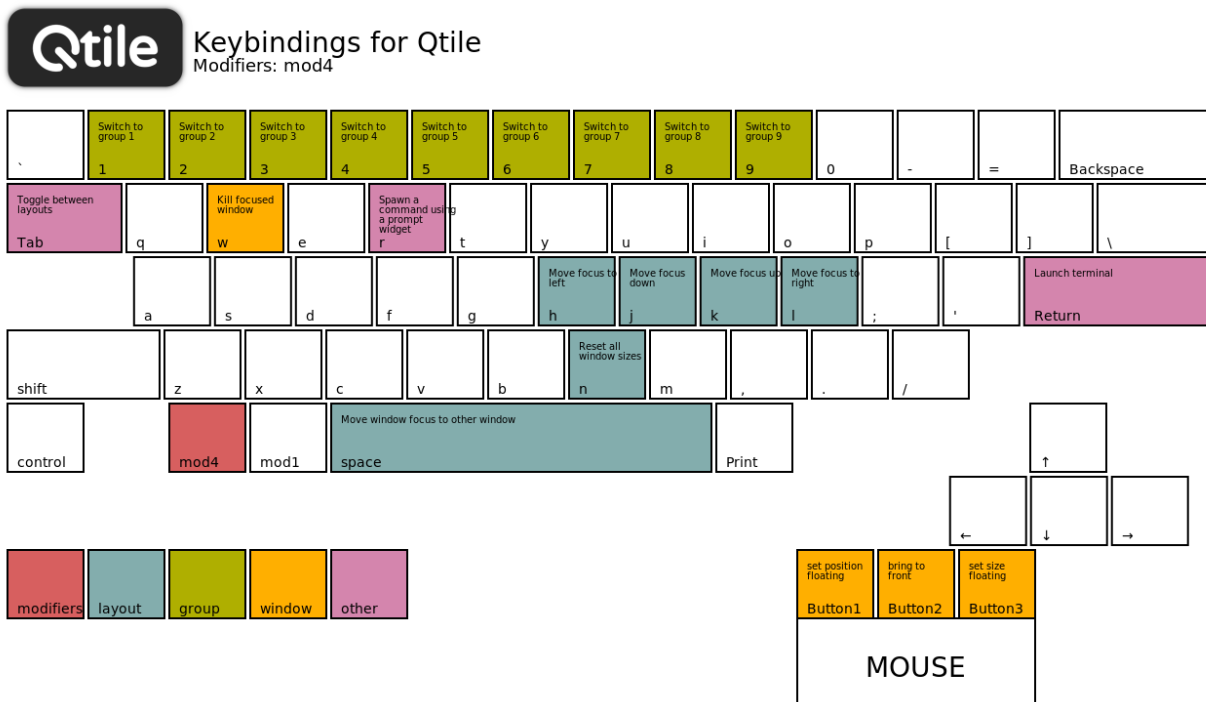 Qtile
Keybindings for Qtile
Modifiers: mod4
`
Switch to
group 1
1
Switch to
group 2
2
Switch to
group 3
3
Switch to
group 4
4
Switch to
group 5
5
Switch to
group 6
6
Switch to
group 7
7
Switch to
group 8
8
Switch to
group 9
9
0
-
=
Backspace
Toggle between
layouts
Tab
q
Kill focused
window
w
e
Spawn a
command using
a prompt
widget
r
t
y
u
i
o
p
[
]
\
a
s
d
f
g
Move focus to
left
h
Move focus
down
j
Move focus up
k
Move focus to
right
l
;
'
Launch terminal
Return
shift
z
x
c
v
b
Reset all
window sizes
n
m
,
.
/
control
mod4
mod1
Move window focus to other window
space
Print
↑
←
↓
→
modifiers
layout
group
window
other
set position
floating
Button1
bring to
front
Button2
set size
floating
Button3
MOUSE